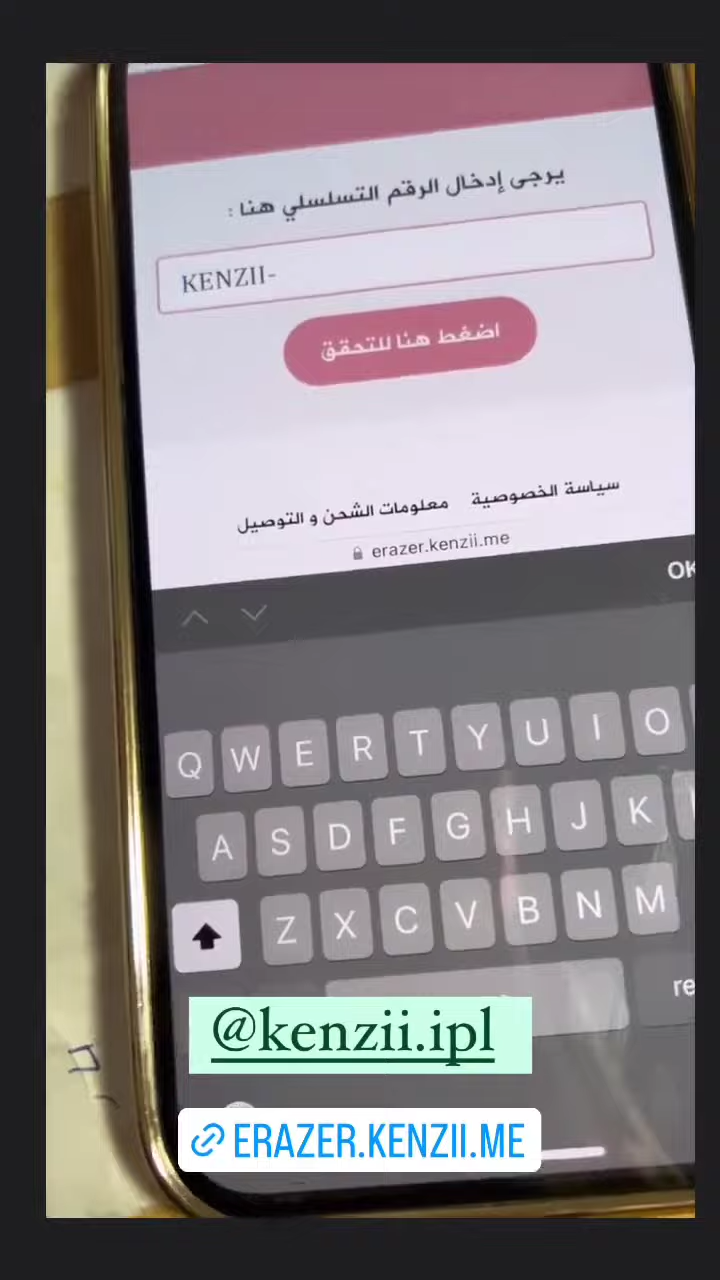 يرجى إدخال الرقم التسلسلي هنا :
KENZII-
اضغط هنا للتحقق
سياسة الخصوصية معلومات الشحن و التوصيل
erazer.kenzii.me
OK
Q W E R T Y U I O
A S D F G H J K
Z X C V B N M
re
@kenzii.ipl
ERAZER.KENZII.ME